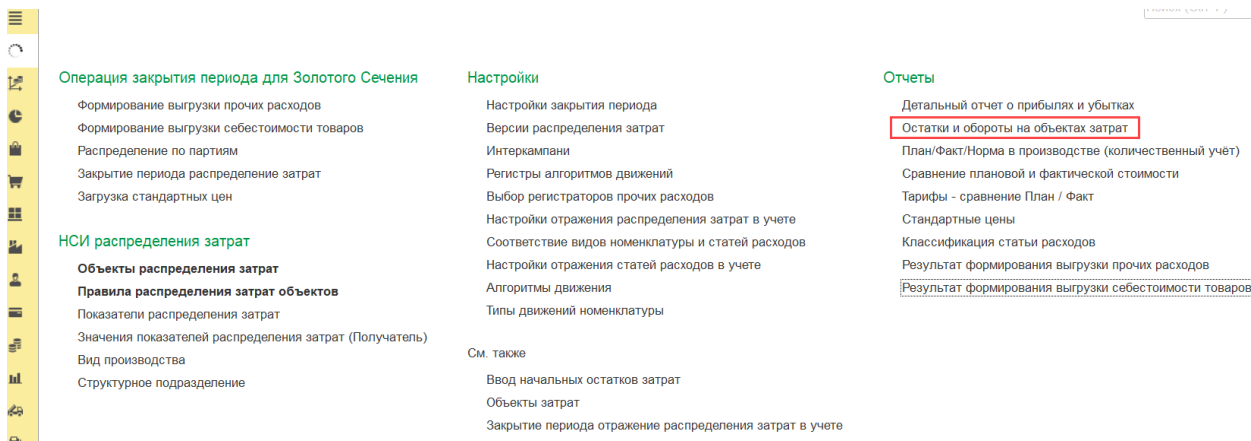 Операция закрытия периода для Золотого Сечения
Формирование выгрузки прочих расходов
Формирование выгрузки себестоимости товаров
Распределение по партиям
Закрытие периода распределение затрат
Загрузка стандартных цен
НСИ распределения затрат
Объекты распределения затрат
Правила распределения затрат объектов
Показатели распределения затрат
Значения показателей распределения затрат (Получатель)
Вид производства
Структурное подразделение
Настройки
Настройки закрытия периода
Версии распределения затрат
Интеркампани
Регистры алгоритмов движений
Выбор регистраторов прочих расходов
Настройки отражения распределения затрат в учете
Соответствие видов номенклатуры и статей расходов
Настройки отражения статей расходов в учете
Алгоритмы движения
Типы движений номенклатуры
См. также
Ввод начальных остатков затрат
Объекты затрат
Закрытие периода отражение распределения затрат в учете
Отчеты
Детальный отчет о прибылях и убытках
Остатки и обороты на объектах затрат
План/Факт/Норма в производстве (количественный учёт)
Сравнение плановой и фактической стоимости
Тарифы - сравнение План / Факт
Стандартные цены
Классификация статьи расходов
Результат формирования выгрузки прочих расходов
Результат формирования выгрузки себестоимости товаров